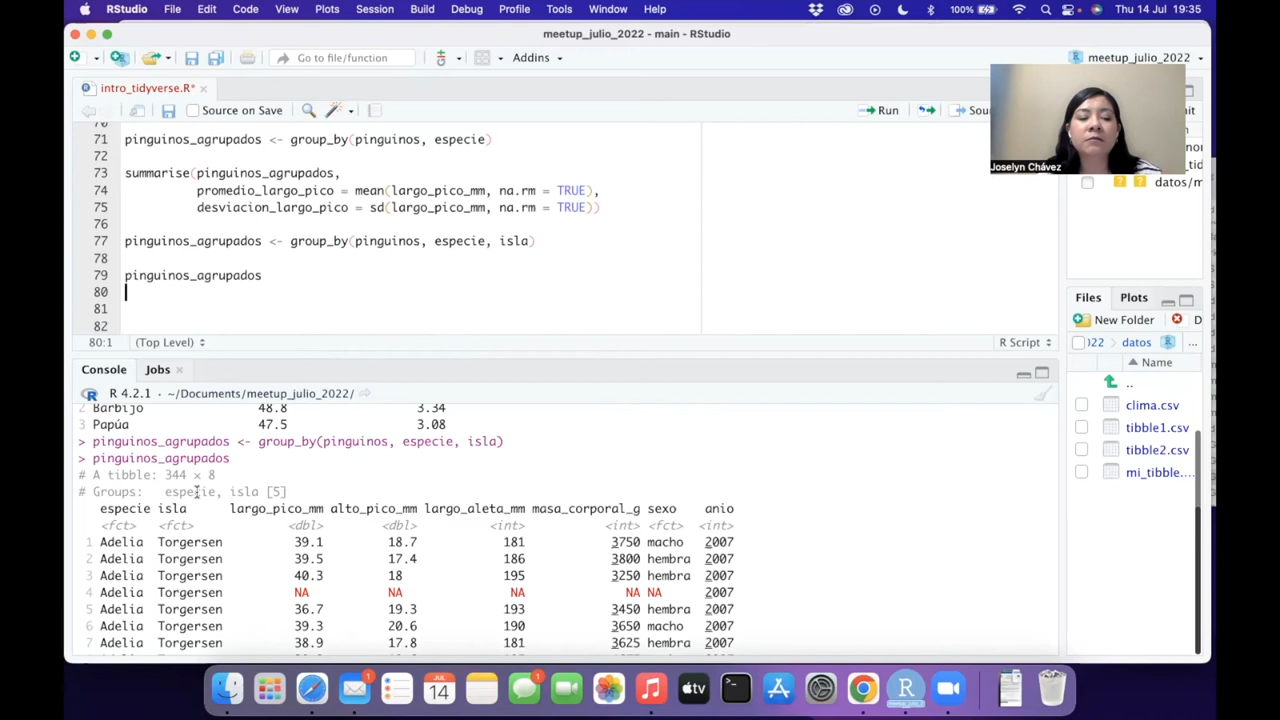 RStudio File Edit Code View Plots Session Build Debug Profile Tools Window Help 100% Thu 14 Jul 19:35
meetup_julio_2022 - main - RStudio
Go to file/function Addins meetup_julio_2022
intro_tidyverse.R*
Source on Save Run Sou
Joselyn Chávez
datos/m
70
71 pinguinos_agrupados <- group_by(pinguinos, especie)
72
73 summarise(pinguinos_agrupados,
74 promedio_largo_pico = mean(largo_pico_mm, na.rm = TRUE),
75 desviacion_largo_pico = sd(largo_pico_mm, na.rm = TRUE))
76
77 pinguinos_agrupados <- group_by(pinguinos, especie, isla)
78
79 pinguinos_agrupados
80
81
82
80:1 (Top Level) R Script
Console Jobs
R 4.2.1 · ~/Documents/meetup_julio_2022/
2 Barbijo 48.8 3.34
3 Papúa 47.5 3.08
> pinguinos_agrupados <- group_by(pinguinos, especie, isla)
> pinguinos_agrupados
# A tibble: 344 × 8
# Groups: especie, isla [5]
especie isla largo_pico_mm alto_pico_mm largo_aleta_mm masa_corporal_g sexo anio
<fct> <fct> <dbl> <dbl> <int> <int> <fct> <int>
1 Adelia Torgersen 39.1 18.7 181 3750 macho 2007
2 Adelia Torgersen 39.5 17.4 186 3800 hembra 2007
3 Adelia Torgersen 40.3 18 195 3250 hembra 2007
4 Adelia Torgersen NA NA NA NA NA 2007
5 Adelia Torgersen 36.7 19.3 193 3450 hembra 2007
6 Adelia Torgersen 39.3 20.6 190 3650 macho 2007
7 Adelia Torgersen 38.9 17.8 181 3625 hembra 2007
Files Plots
New Folder D
022 datos ...
Name
..
clima.csv
tibble1.csv
tibble2.csv
mi_tibble....
JUL
14
tv